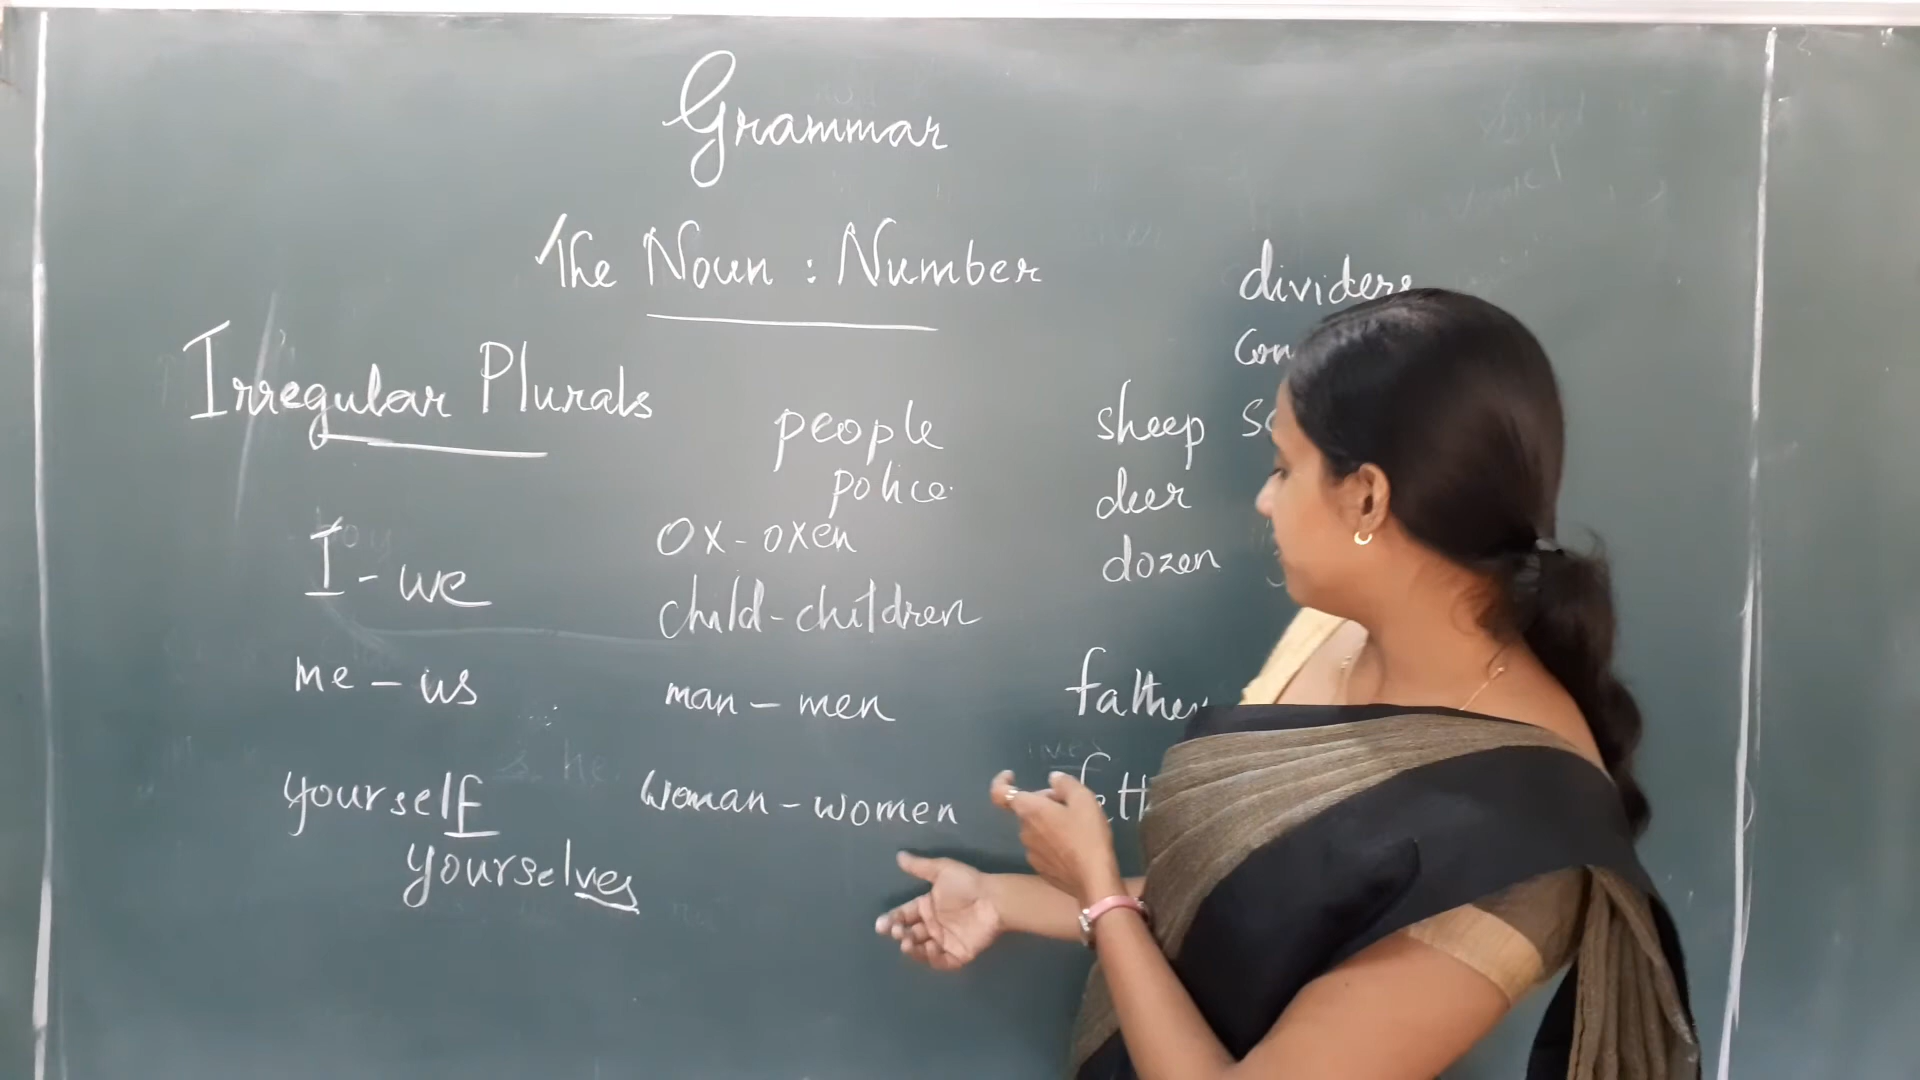 Grammar
The Noun : Number
Irregular Plurals
I - we
me - us
yourself
yourselves
people
police
ox - oxen
child - children
man - men
woman - women
dividers
sheep
deer
dozen